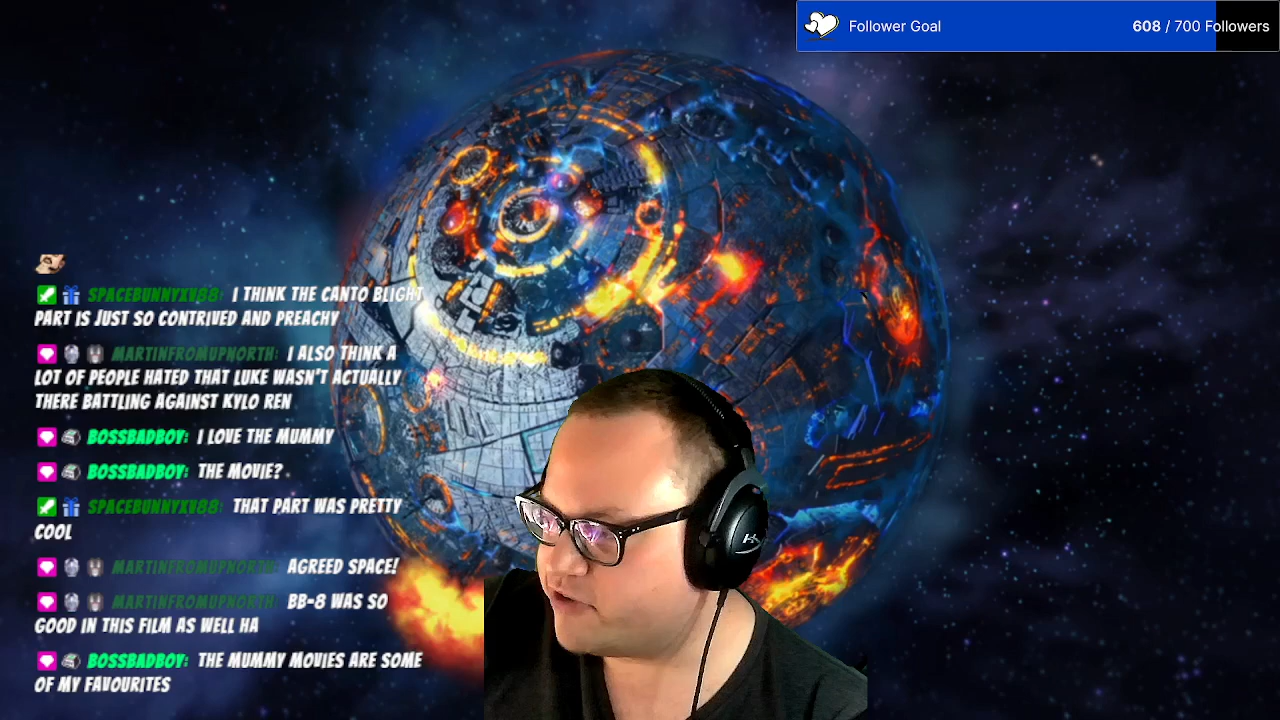 Follower Goal 608 / 700 Followers
SPACEBUNNYXV88: I THINK THE CANTO BLIGHT
PART IS JUST SO CONTRIVED AND PREACHY
MARTINFROMUPNORTH: I ALSO THINK A
LOT OF PEOPLE HATED THAT LUKE WASN'T ACTUALLY
THERE BATTLING AGAINST KYLO REN
BOSSBADBOY: I LOVE THE MUMMY
BOSSBADBOY: THE MOVIE?
SPACEBUNNYXV88: THAT PART WAS PRETTY
COOL
MARTINFROMUPNORTH: AGREED SPACE!
MARTINFROMUPNORTH: BB-8 WAS SO
GOOD IN THIS FILM AS WELL HA
BOSSBADBOY: THE MUMMY MOVIES ARE SOME
OF MY FAVOURITES